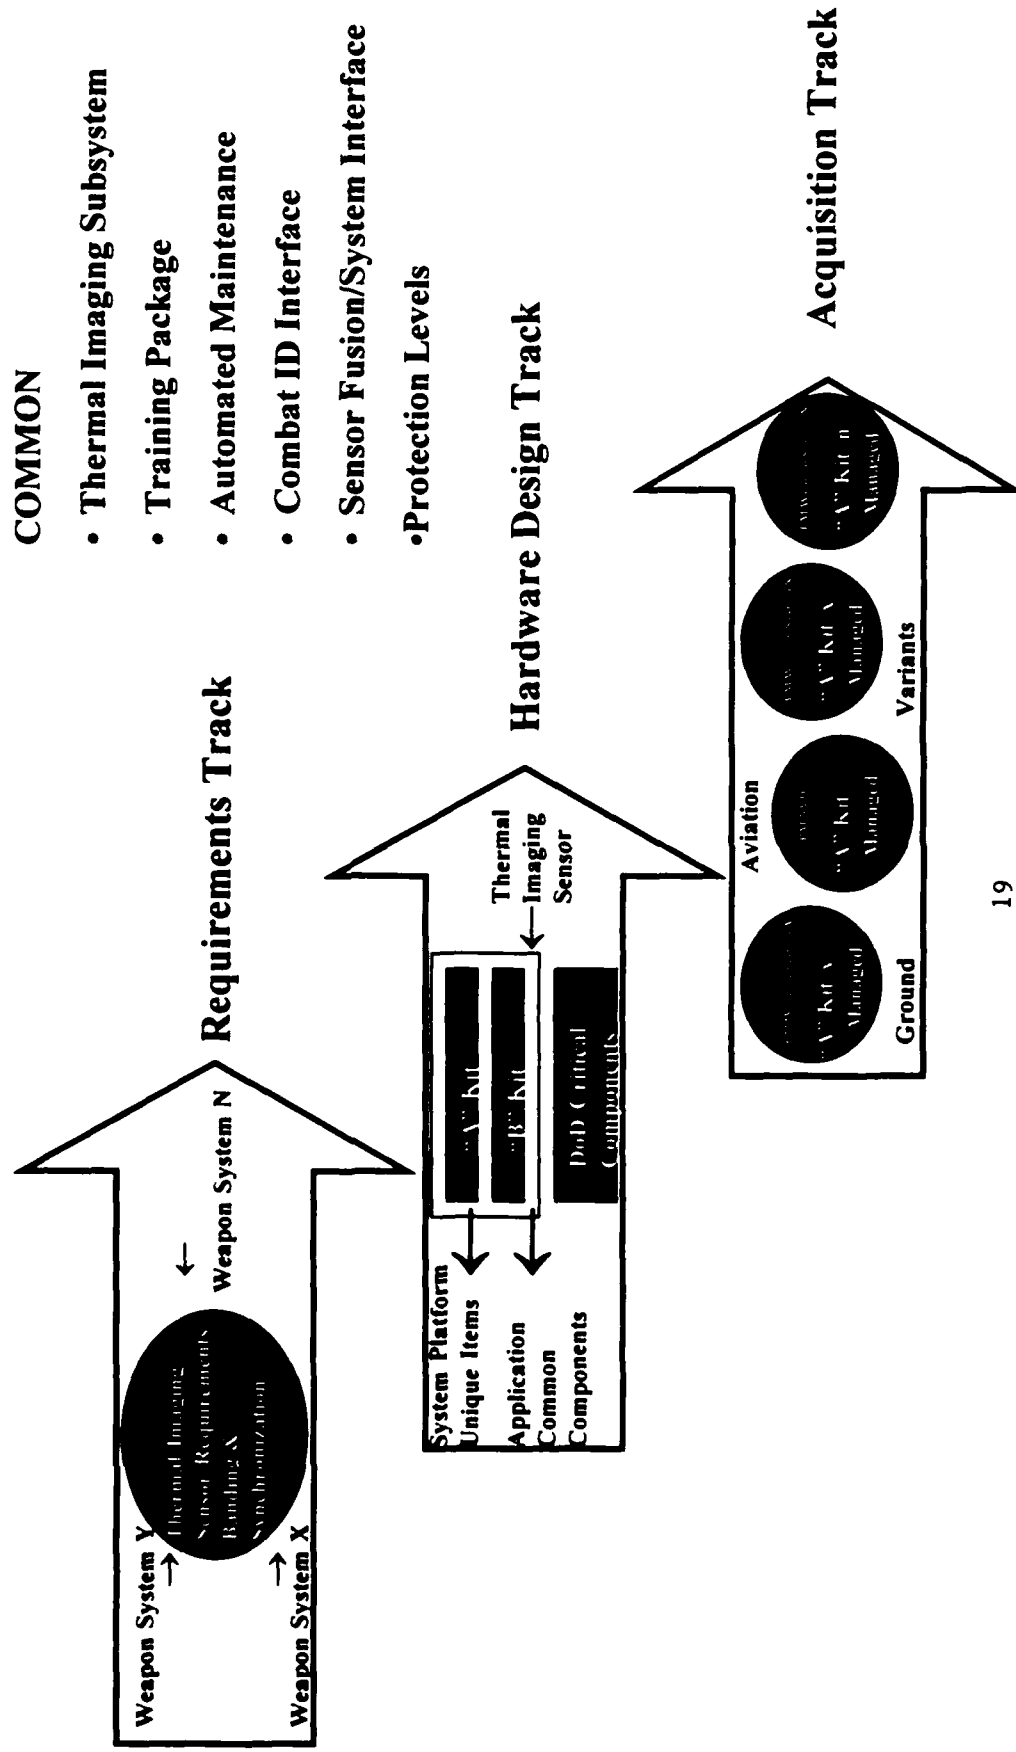 COMMON
• Thermal Imaging Subsystem
• Training Package
• Automated Maintenance
• Combat ID Interface
• Sensor Fusion/System Interface
•Protection Levels
Requirements Track
Weapon System Y
→
Weapon System X
→
Thermal Imaging
Sensor Requirements
Banding &
Synchronization
←
Weapon System N
Hardware Design Track
System Platform
Unique Items
Application
Common
Components
"A" Kit
"B" Kit
DoD Critical
Components
Thermal
Imaging
Sensor
Acquisition Track
Ground
Aviation
Variants
"A" Kit
Managed
"A" Kit
Managed
"A" Kit
Managed
"A" Kit n
Managed
19